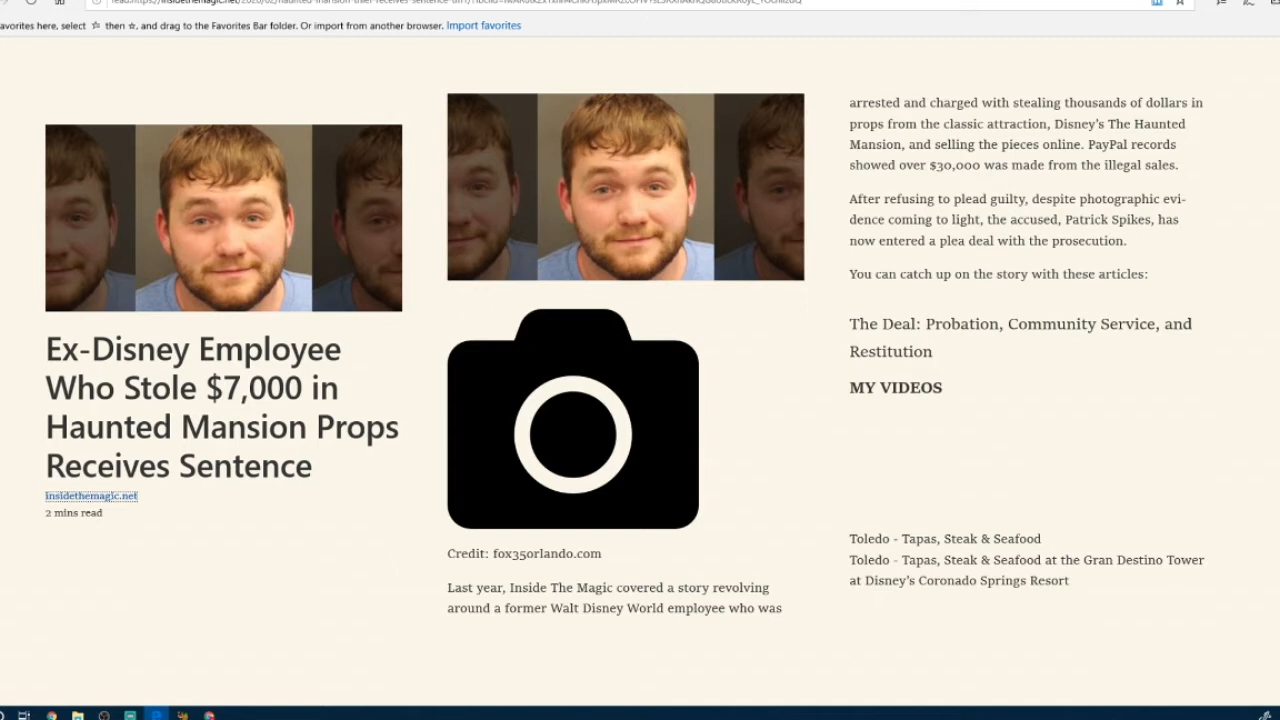 avorites here, select ☆ then ☆, and drag to the Favorites Bar folder. Or import from another browser. Import favorites
Ex-Disney Employee
Who Stole $7,000 in
Haunted Mansion Props
Receives Sentence
insidethemagic.net
2 mins read
Credit: fox35orlando.com
Last year, Inside The Magic covered a story revolving
around a former Walt Disney World employee who was
arrested and charged with stealing thousands of dollars in
props from the classic attraction, Disney's The Haunted
Mansion, and selling the pieces online. PayPal records
showed over $30,000 was made from the illegal sales.
After refusing to plead guilty, despite photographic evi-
dence coming to light, the accused, Patrick Spikes, has
now entered a plea deal with the prosecution.
You can catch up on the story with these articles:
The Deal: Probation, Community Service, and
Restitution
MY VIDEOS
Toledo - Tapas, Steak & Seafood
Toledo - Tapas, Steak & Seafood at the Gran Destino Tower
at Disney's Coronado Springs Resort